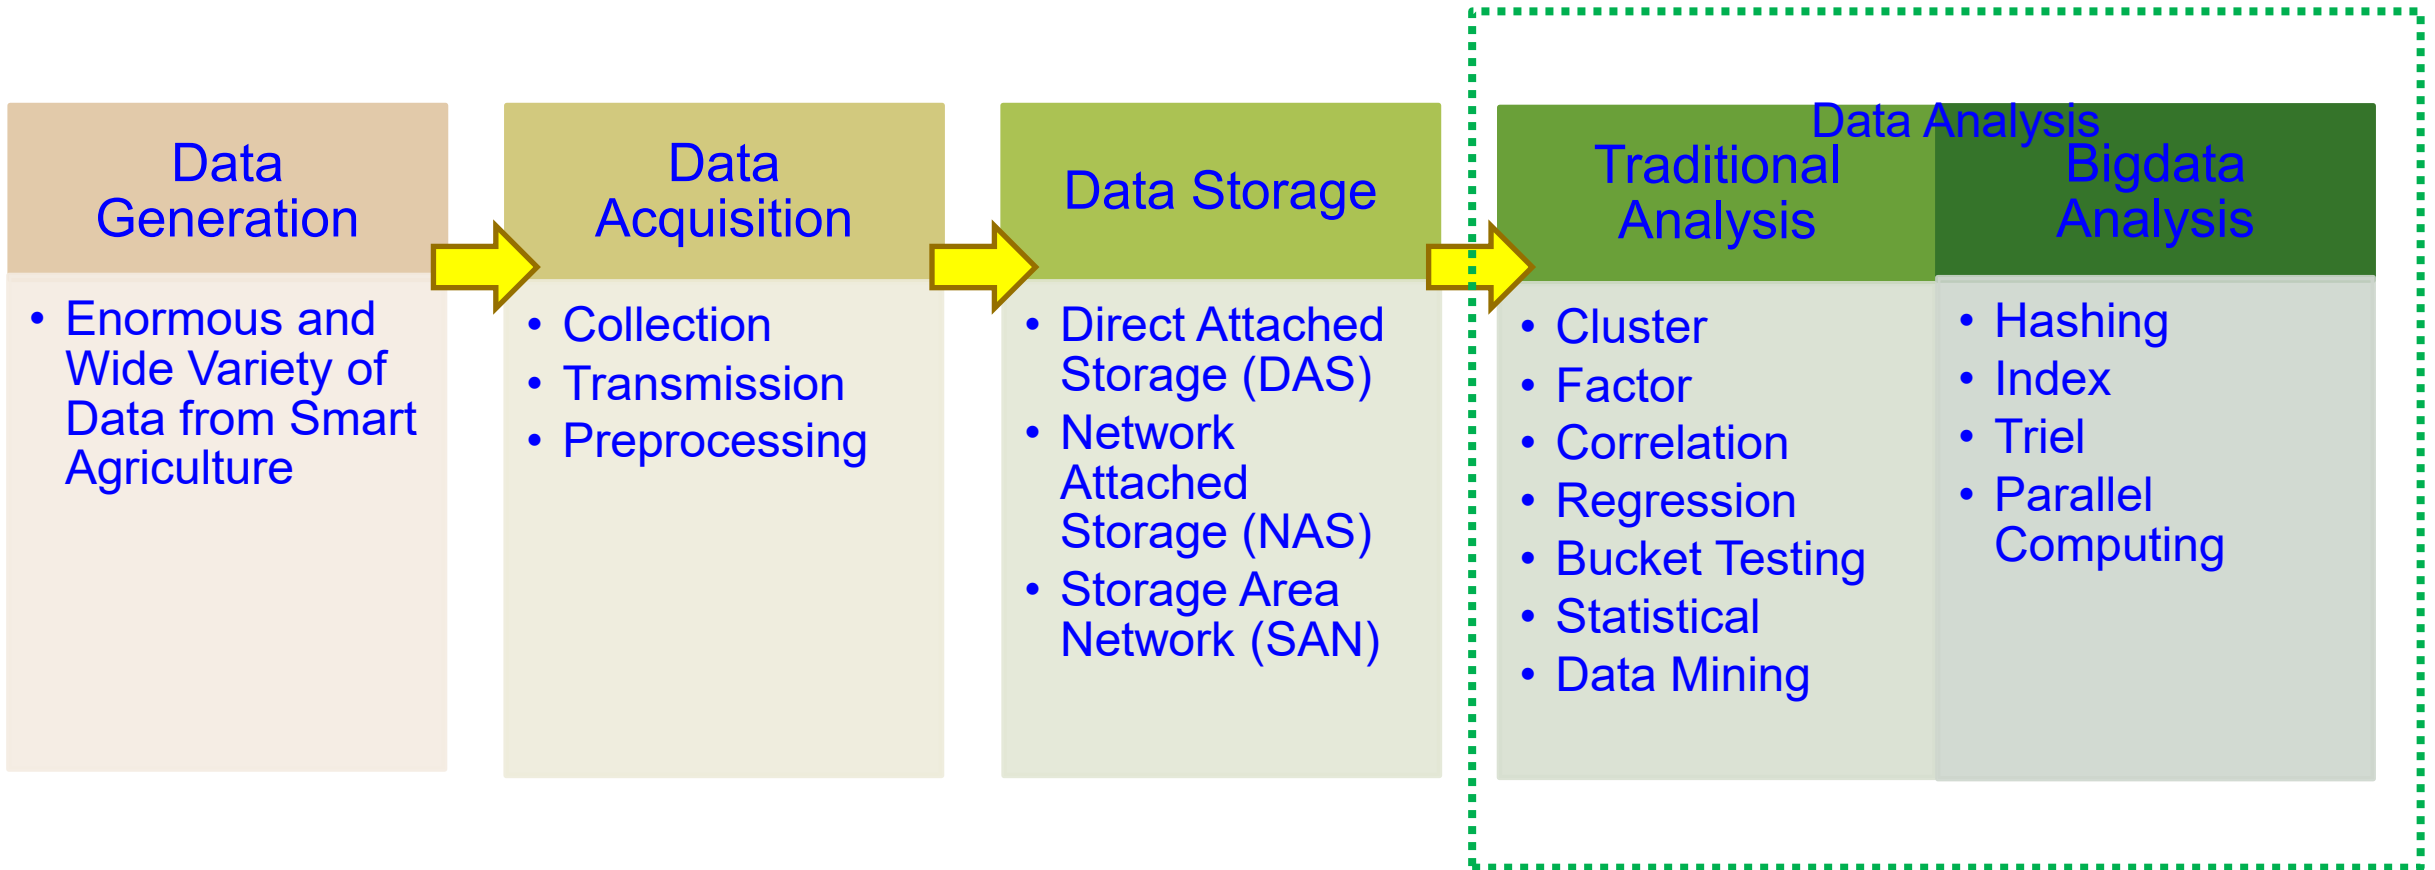 Data
Generation
• Enormous and
Wide Variety of
Data from Smart
Agriculture
Data
Acquisition
• Collection
• Transmission
• Preprocessing
Data Storage
• Direct Attached
Storage (DAS)
• Network
Attached
Storage (NAS)
• Storage Area
Network (SAN)
Data Analysis
Traditional
Analysis
• Cluster
• Factor
• Correlation
• Regression
• Bucket Testing
• Statistical
• Data Mining
Bigdata
Analysis
• Hashing
• Index
• Triel
• Parallel
Computing